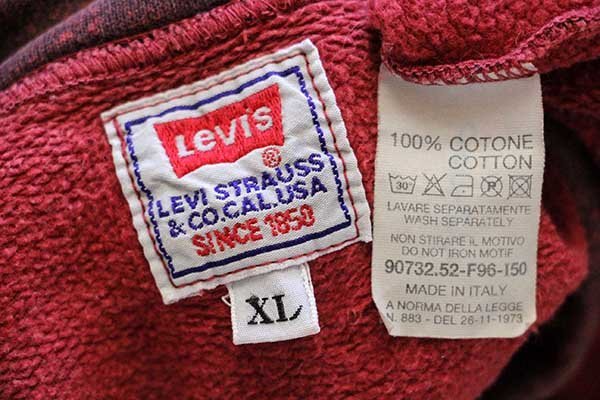 LeVi's
®
LEVI STRAUSS
& CO.CAL.USA
SINCE 1850
XL
100% COTONE
COTTON
30°
LAVARE SEPARATAMENTE
WASH SEPARATELY
NON STIRARE IL MOTIVO
DO NOT IRON MOTIF
90732.52-F96-I50
MADE IN ITALY
A NORMA DELLA LEGGE
N. 883 - DEL 26-11-1973